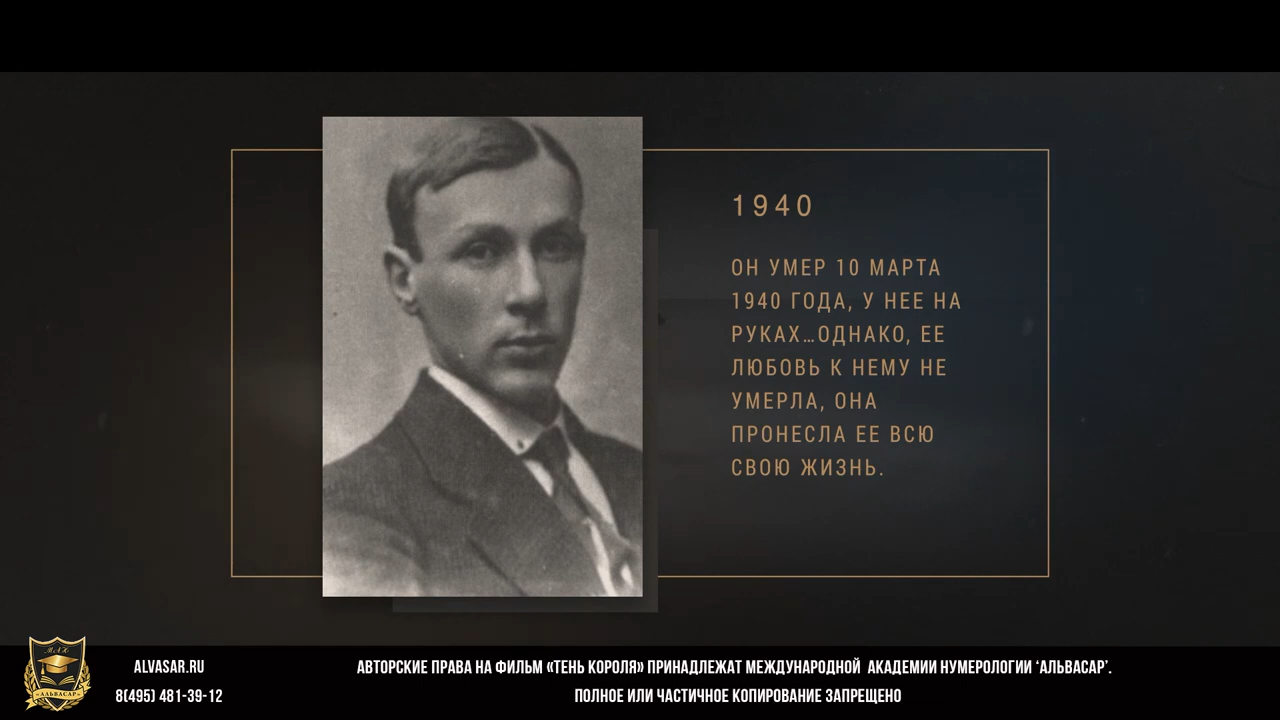 1940
ОН УМЕР 10 МАРТА
1940 ГОДА, У НЕЕ НА
РУКАХ…ОДНАКО, ЕЕ
ЛЮБОВЬ К НЕМУ НЕ
УМЕРЛА, ОНА
ПРОНЕСЛА ЕЕ ВСЮ
СВОЮ ЖИЗНЬ.
МАН
АЛЬВАСАР
ALVASAR.RU
8(495) 481-39-12
АВТОРСКИЕ ПРАВА НА ФИЛЬМ «ТЕНЬ КОРОЛЯ» ПРИНАДЛЕЖАТ МЕЖДУНАРОДНОЙ АКАДЕМИИ НУМЕРОЛОГИИ ‘АЛЬВАСАР’.
ПОЛНОЕ ИЛИ ЧАСТИЧНОЕ КОПИРОВАНИЕ ЗАПРЕЩЕНО